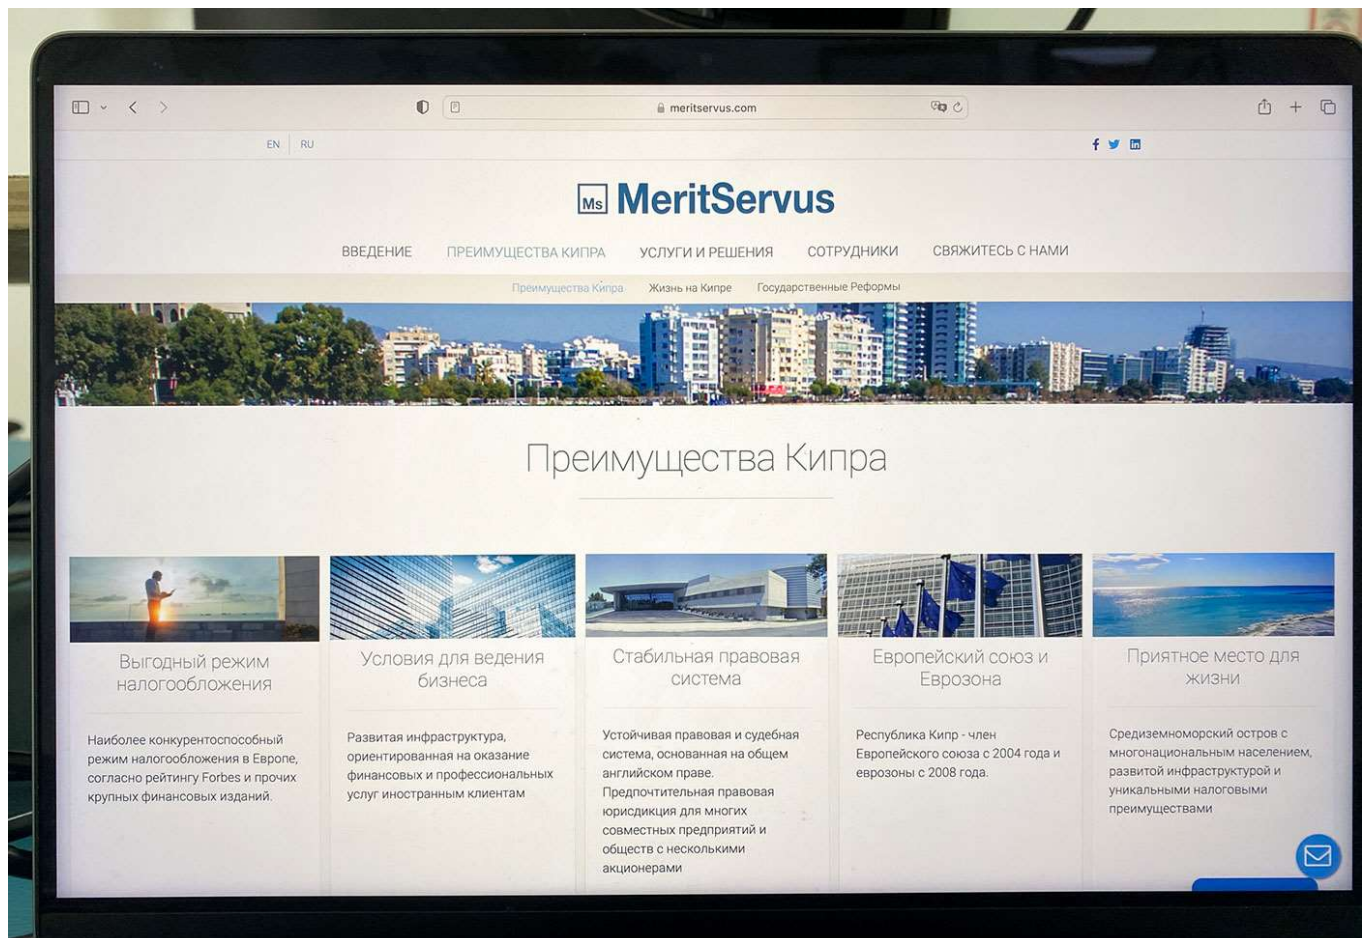 meritservus.com
EN RU
Ms MeritServus
ВВЕДЕНИЕ ПРЕИМУЩЕСТВА КИПРА УСЛУГИ И РЕШЕНИЯ СОТРУДНИКИ СВЯЖИТЕСЬ С НАМИ
Преимущества Кипра Жизнь на Кипре Государственные Реформы
Преимущества Кипра
Выгодный режим
налогообложения
Наиболее конкурентоспособный
режим налогообложения в Европе,
согласно рейтингу Forbes и прочих
крупных финансовых изданий.
Условия для ведения
бизнеса
Развитая инфраструктура,
ориентированная на оказание
финансовых и профессиональных
услуг иностранным клиентам
Стабильная правовая
система
Устойчивая правовая и судебная
система, основанная на общем
английском праве.
Предпочтительная правовая
юрисдикция для многих
совместных предприятий и
обществ с несколькими
акционерами
Европейский союз и
Еврозона
Республика Кипр - член
Европейского союза с 2004 года и
еврозоны с 2008 года.
Приятное место для
жизни
Средиземноморский остров с
многонациональным населением,
развитой инфраструктурой и
уникальными налоговыми
преимуществами